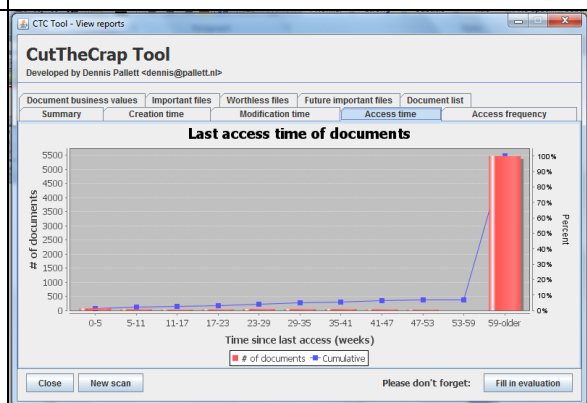 CTC Tool - View reports
CutTheCrap Tool
Developed by Dennis Pallett <dennis@pallett.nl>
Document business values Important files Worthless files Future important files Document list
Summary Creation time Modification time Access time Access frequency
Last access time of documents
5500
5000
4500
4000
3500
3000
2500
2000
1500
1000
500
0
# of documents
100%
90%
80%
70%
60%
50%
40%
30%
20%
10%
0%
Percent
0-5 5-11 11-17 17-23 23-29 29-35 35-41 41-47 47-53 53-59 59-older
Time since last access (weeks)
# of documents Cumulative
Close New scan Please don't forget: Fill in evaluation